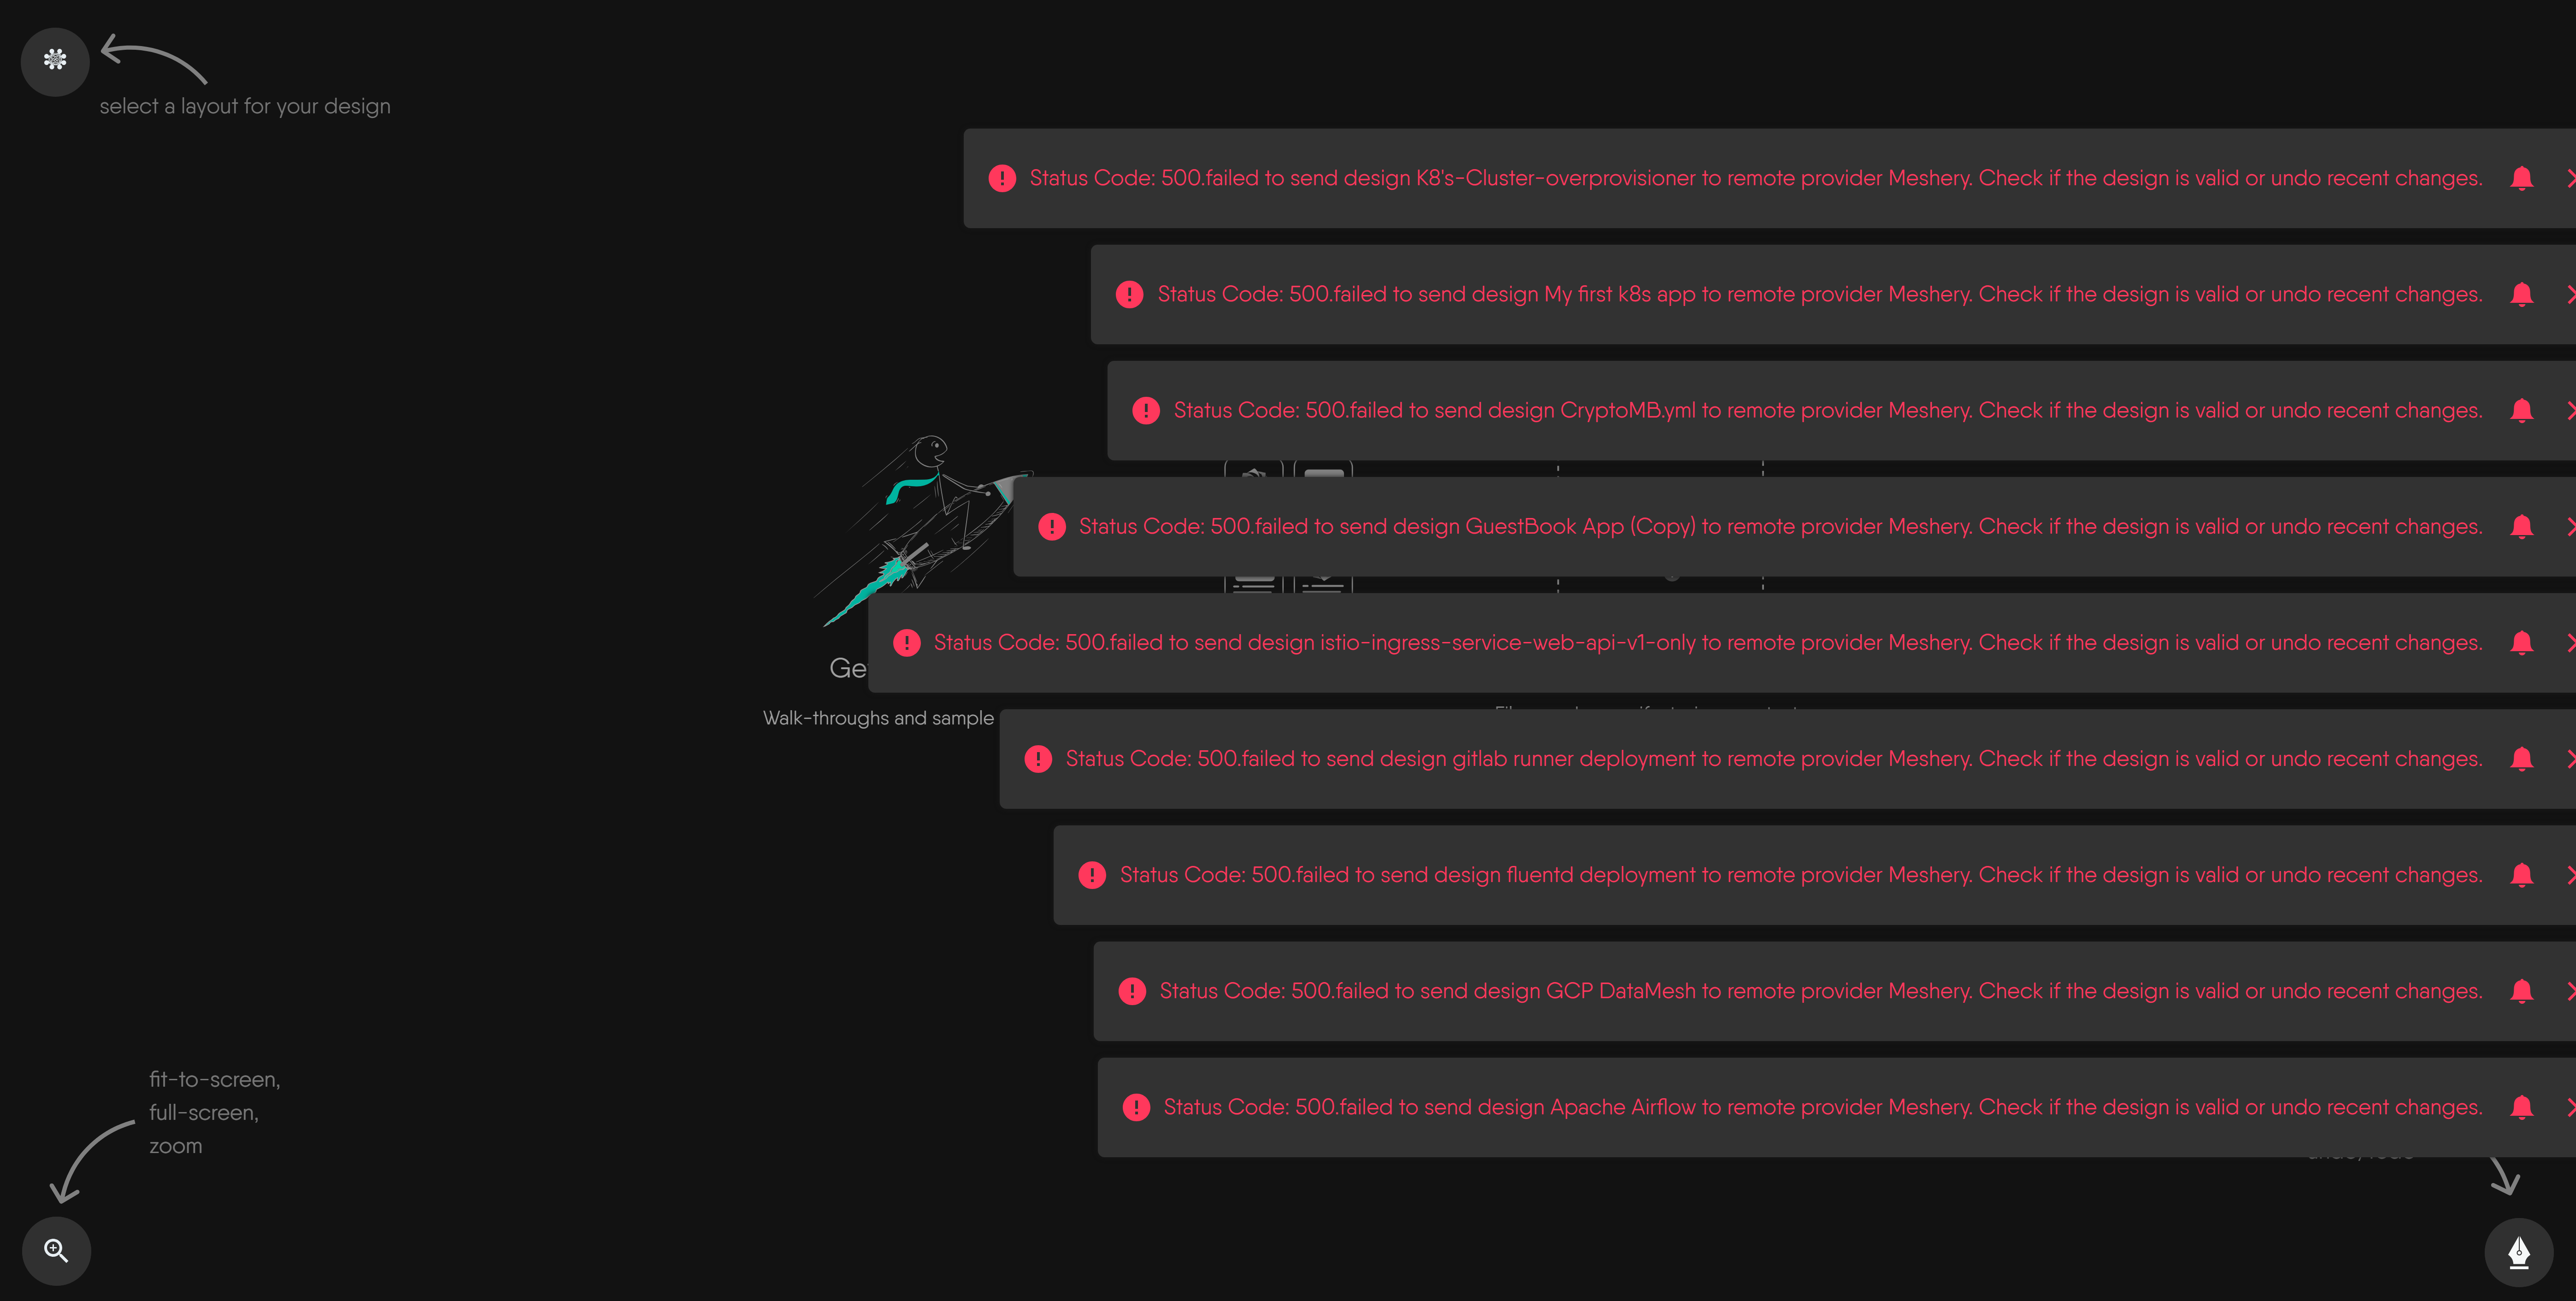 select a layout for your design
Status Code: 500.failed to send design K8's-Cluster-overprovisioner to remote provider Meshery. Check if the design is valid or undo recent changes.
Status Code: 500.failed to send design My first k8s app to remote provider Meshery. Check if the design is valid or undo recent changes.
Status Code: 500.failed to send design CryptoMB.yml to remote provider Meshery. Check if the design is valid or undo recent changes.
Status Code: 500.failed to send design GuestBook App (Copy) to remote provider Meshery. Check if the design is valid or undo recent changes.
Status Code: 500.failed to send design istio-ingress-service-web-api-v1-only to remote provider Meshery. Check if the design is valid or undo recent changes.
Ge
Walk-throughs and sample
Status Code: 500.failed to send design gitlab runner deployment to remote provider Meshery. Check if the design is valid or undo recent changes.
Status Code: 500.failed to send design fluentd deployment to remote provider Meshery. Check if the design is valid or undo recent changes.
Status Code: 500.failed to send design GCP DataMesh to remote provider Meshery. Check if the design is valid or undo recent changes.
Status Code: 500.failed to send design Apache Airflow to remote provider Meshery. Check if the design is valid or undo recent changes.
fit-to-screen,
full-screen,
zoom